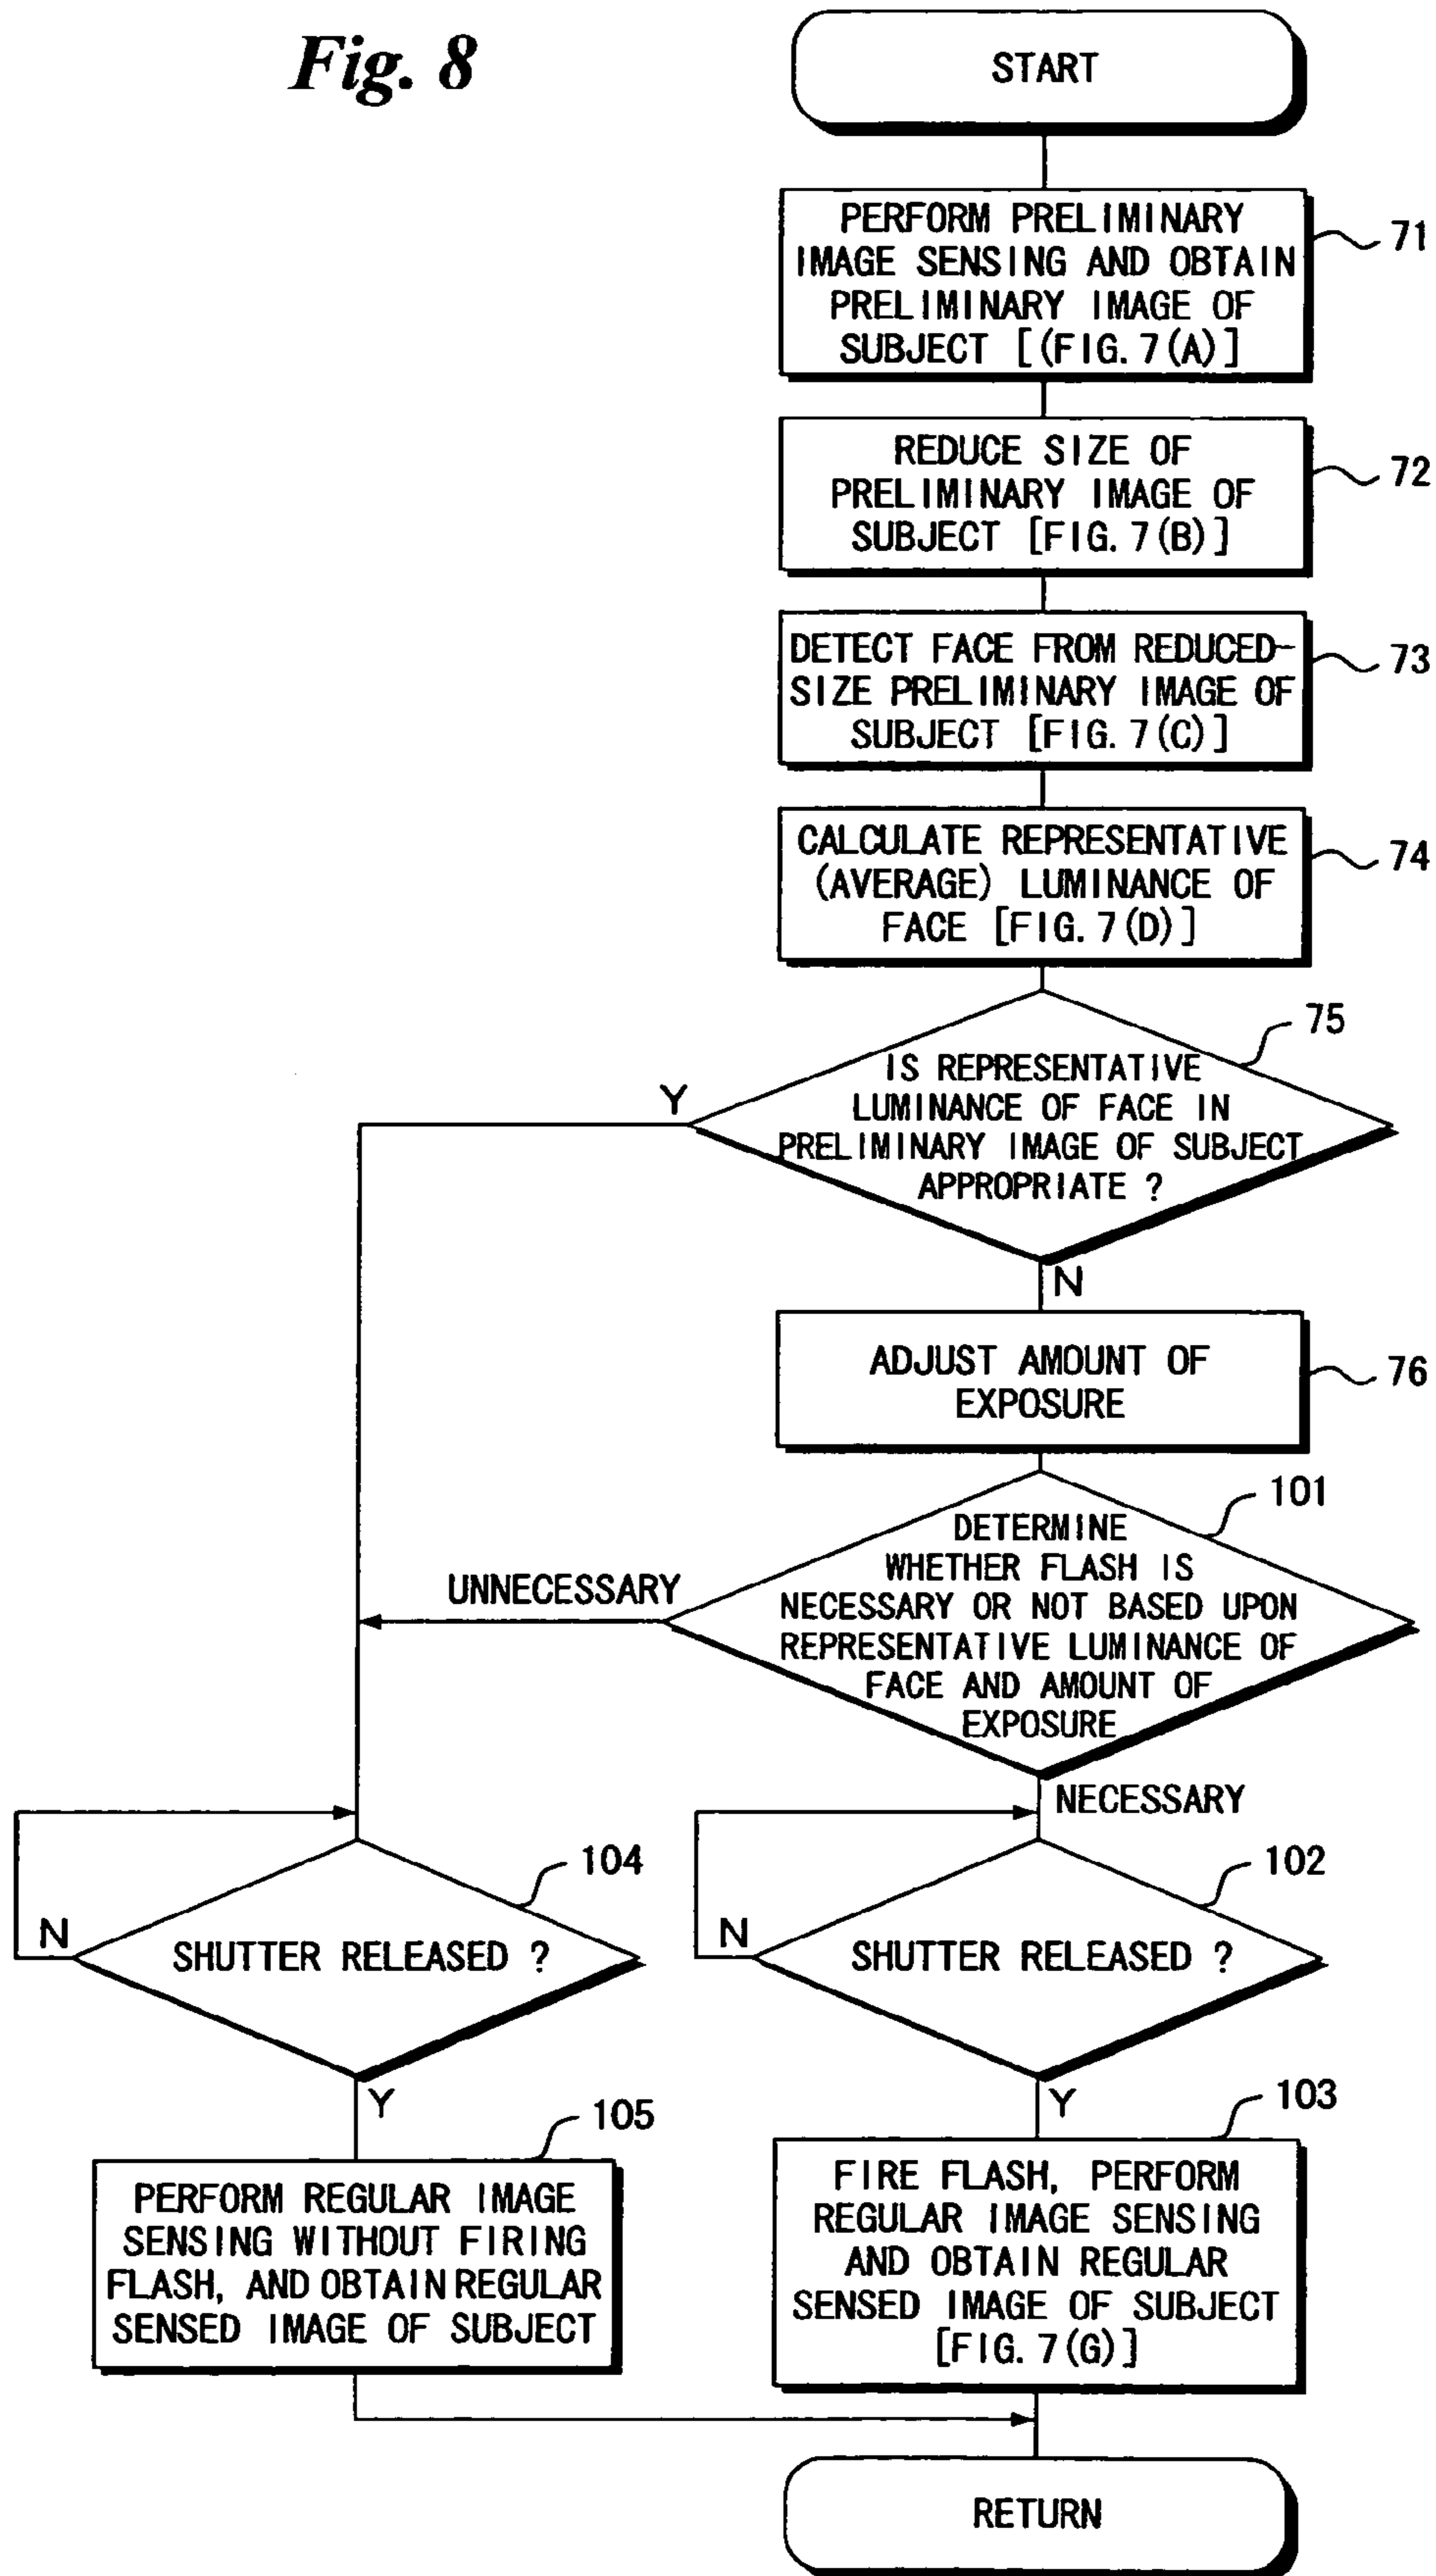 Fig. 8
START
PERFORM PRELIMINARY
IMAGE SENSING AND OBTAIN
PRELIMINARY IMAGE OF
SUBJECT [(FIG. 7(A)]
71
REDUCE SIZE OF
PRELIMINARY IMAGE OF
SUBJECT [FIG. 7(B)]
72
DETECT FACE FROM REDUCED-
SIZE PRELIMINARY IMAGE OF
SUBJECT [FIG. 7(C)]
73
CALCULATE REPRESENTATIVE
(AVERAGE) LUMINANCE OF
FACE [FIG. 7(D)]
74
75
IS REPRESENTATIVE
LUMINANCE OF FACE IN
PRELIMINARY IMAGE OF SUBJECT
APPROPRIATE ?
Y
N
ADJUST AMOUNT OF
EXPOSURE
76
101
DETERMINE
WHETHER FLASH IS
NECESSARY OR NOT BASED UPON
REPRESENTATIVE LUMINANCE OF
FACE AND AMOUNT OF
EXPOSURE
UNNECESSARY
NECESSARY
104
SHUTTER RELEASED ?
N
Y
102
SHUTTER RELEASED ?
N
Y
105
PERFORM REGULAR IMAGE
SENSING WITHOUT FIRING
FLASH, AND OBTAIN REGULAR
SENSED IMAGE OF SUBJECT
103
FIRE FLASH, PERFORM
REGULAR IMAGE SENSING
AND OBTAIN REGULAR
SENSED IMAGE OF SUBJECT
[FIG. 7(G)]
RETURN